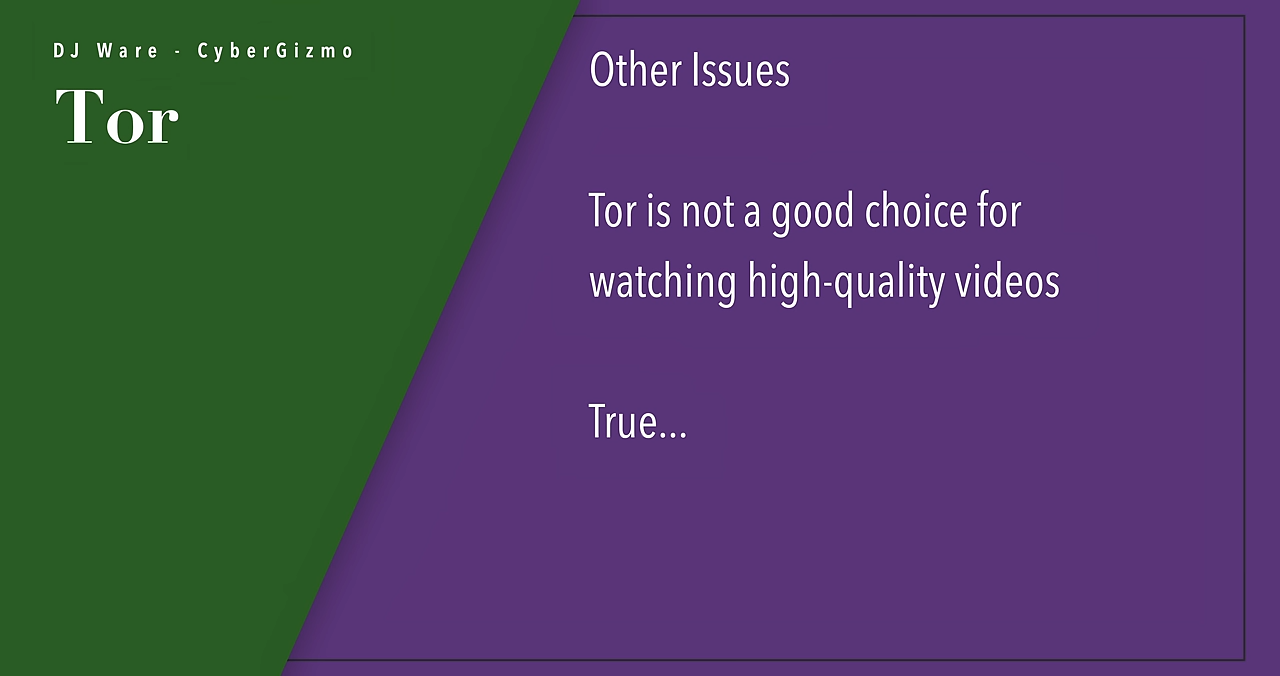 DJ Ware - CyberGizmo
Tor
Other Issues
Tor is not a good choice for
watching high-quality videos
True...